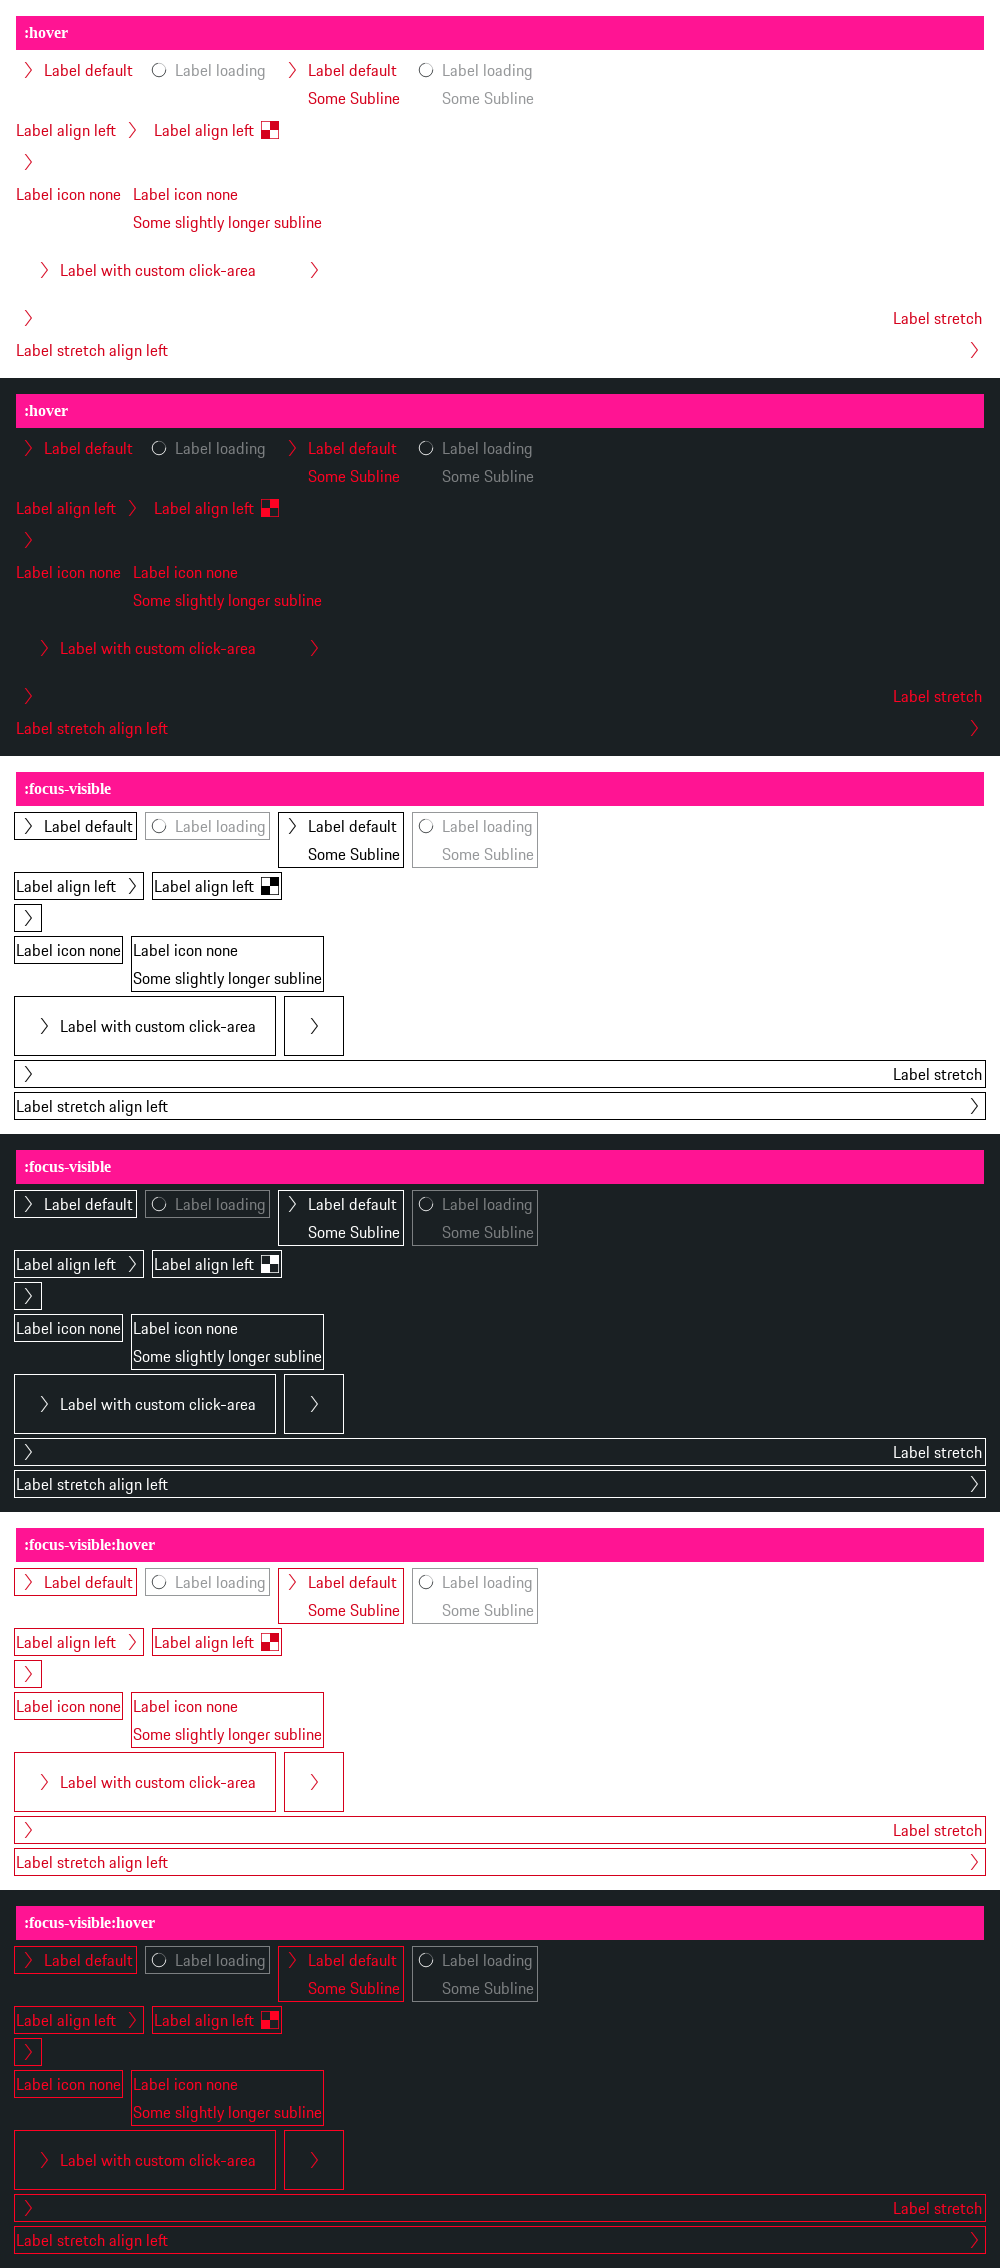 :hover
Label default Label loading Label default Label loading
Some Subline Some Subline
Label align left Label align left
Label icon none Label icon none
Some slightly longer subline
Label with custom click-area
Label stretch
Label stretch align left
:hover
Label default Label loading Label default Label loading
Some Subline Some Subline
Label align left Label align left
Label icon none Label icon none
Some slightly longer subline
Label with custom click-area
Label stretch
Label stretch align left
:focus-visible
Label default Label loading Label default Label loading
Some Subline Some Subline
Label align left Label align left
Label icon none Label icon none
Some slightly longer subline
Label with custom click-area
Label stretch
Label stretch align left
:focus-visible
Label default Label loading Label default Label loading
Some Subline Some Subline
Label align left Label align left
Label icon none Label icon none
Some slightly longer subline
Label with custom click-area
Label stretch
Label stretch align left
:focus-visible:hover
Label default Label loading Label default Label loading
Some Subline Some Subline
Label align left Label align left
Label icon none Label icon none
Some slightly longer subline
Label with custom click-area
Label stretch
Label stretch align left
:focus-visible:hover
Label default Label loading Label default Label loading
Some Subline Some Subline
Label align left Label align left
Label icon none Label icon none
Some slightly longer subline
Label with custom click-area
Label stretch
Label stretch align left